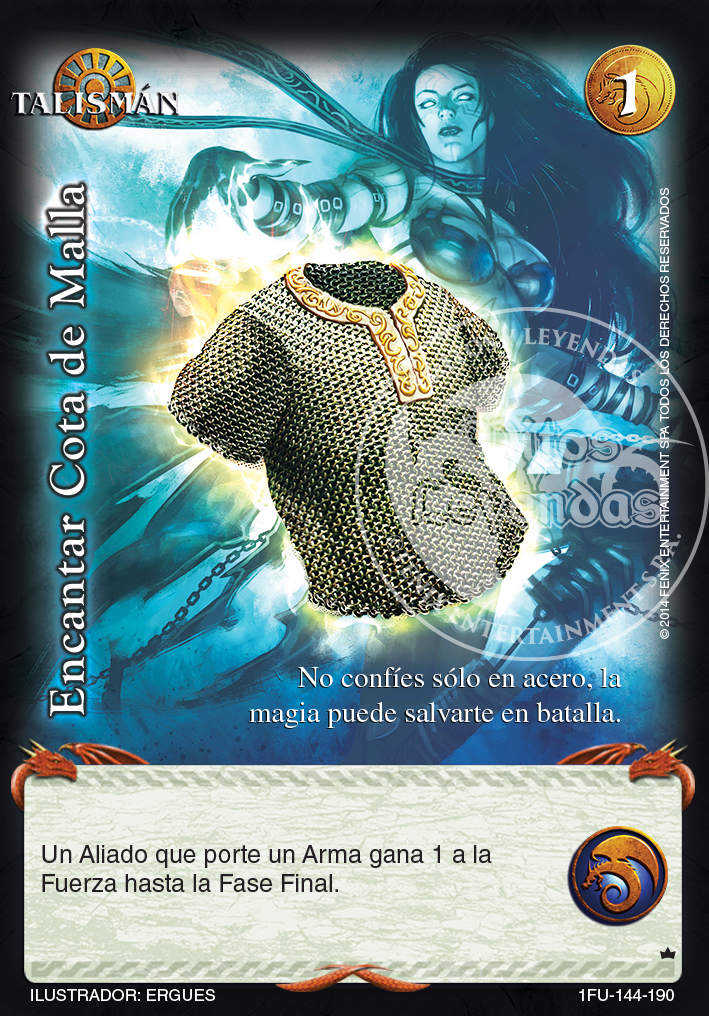 TALISMÁN
1
Encantar Cota de Malla
No confíes sólo en acero, la
magia puede salvarte en batalla.
Un Aliado que porte un Arma gana 1 a la
Fuerza hasta la Fase Final.
ILUSTRADOR: ERGUES
1FU-144-190
© 2014 FENIX ENTERTAINMENT SPA TODOS LOS DERECHOS RESERVADOS